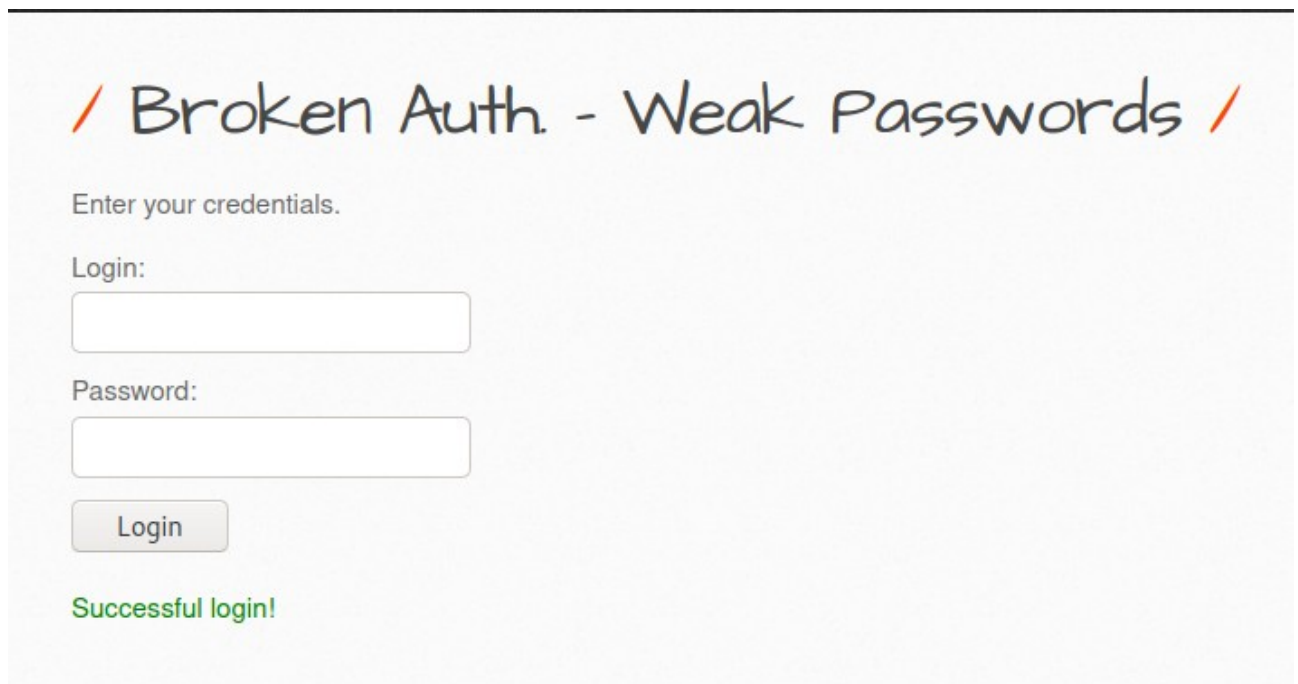 / Broken Auth. - Weak Passwords /
Enter your credentials.
Login:
Password:
Login
Successful login!